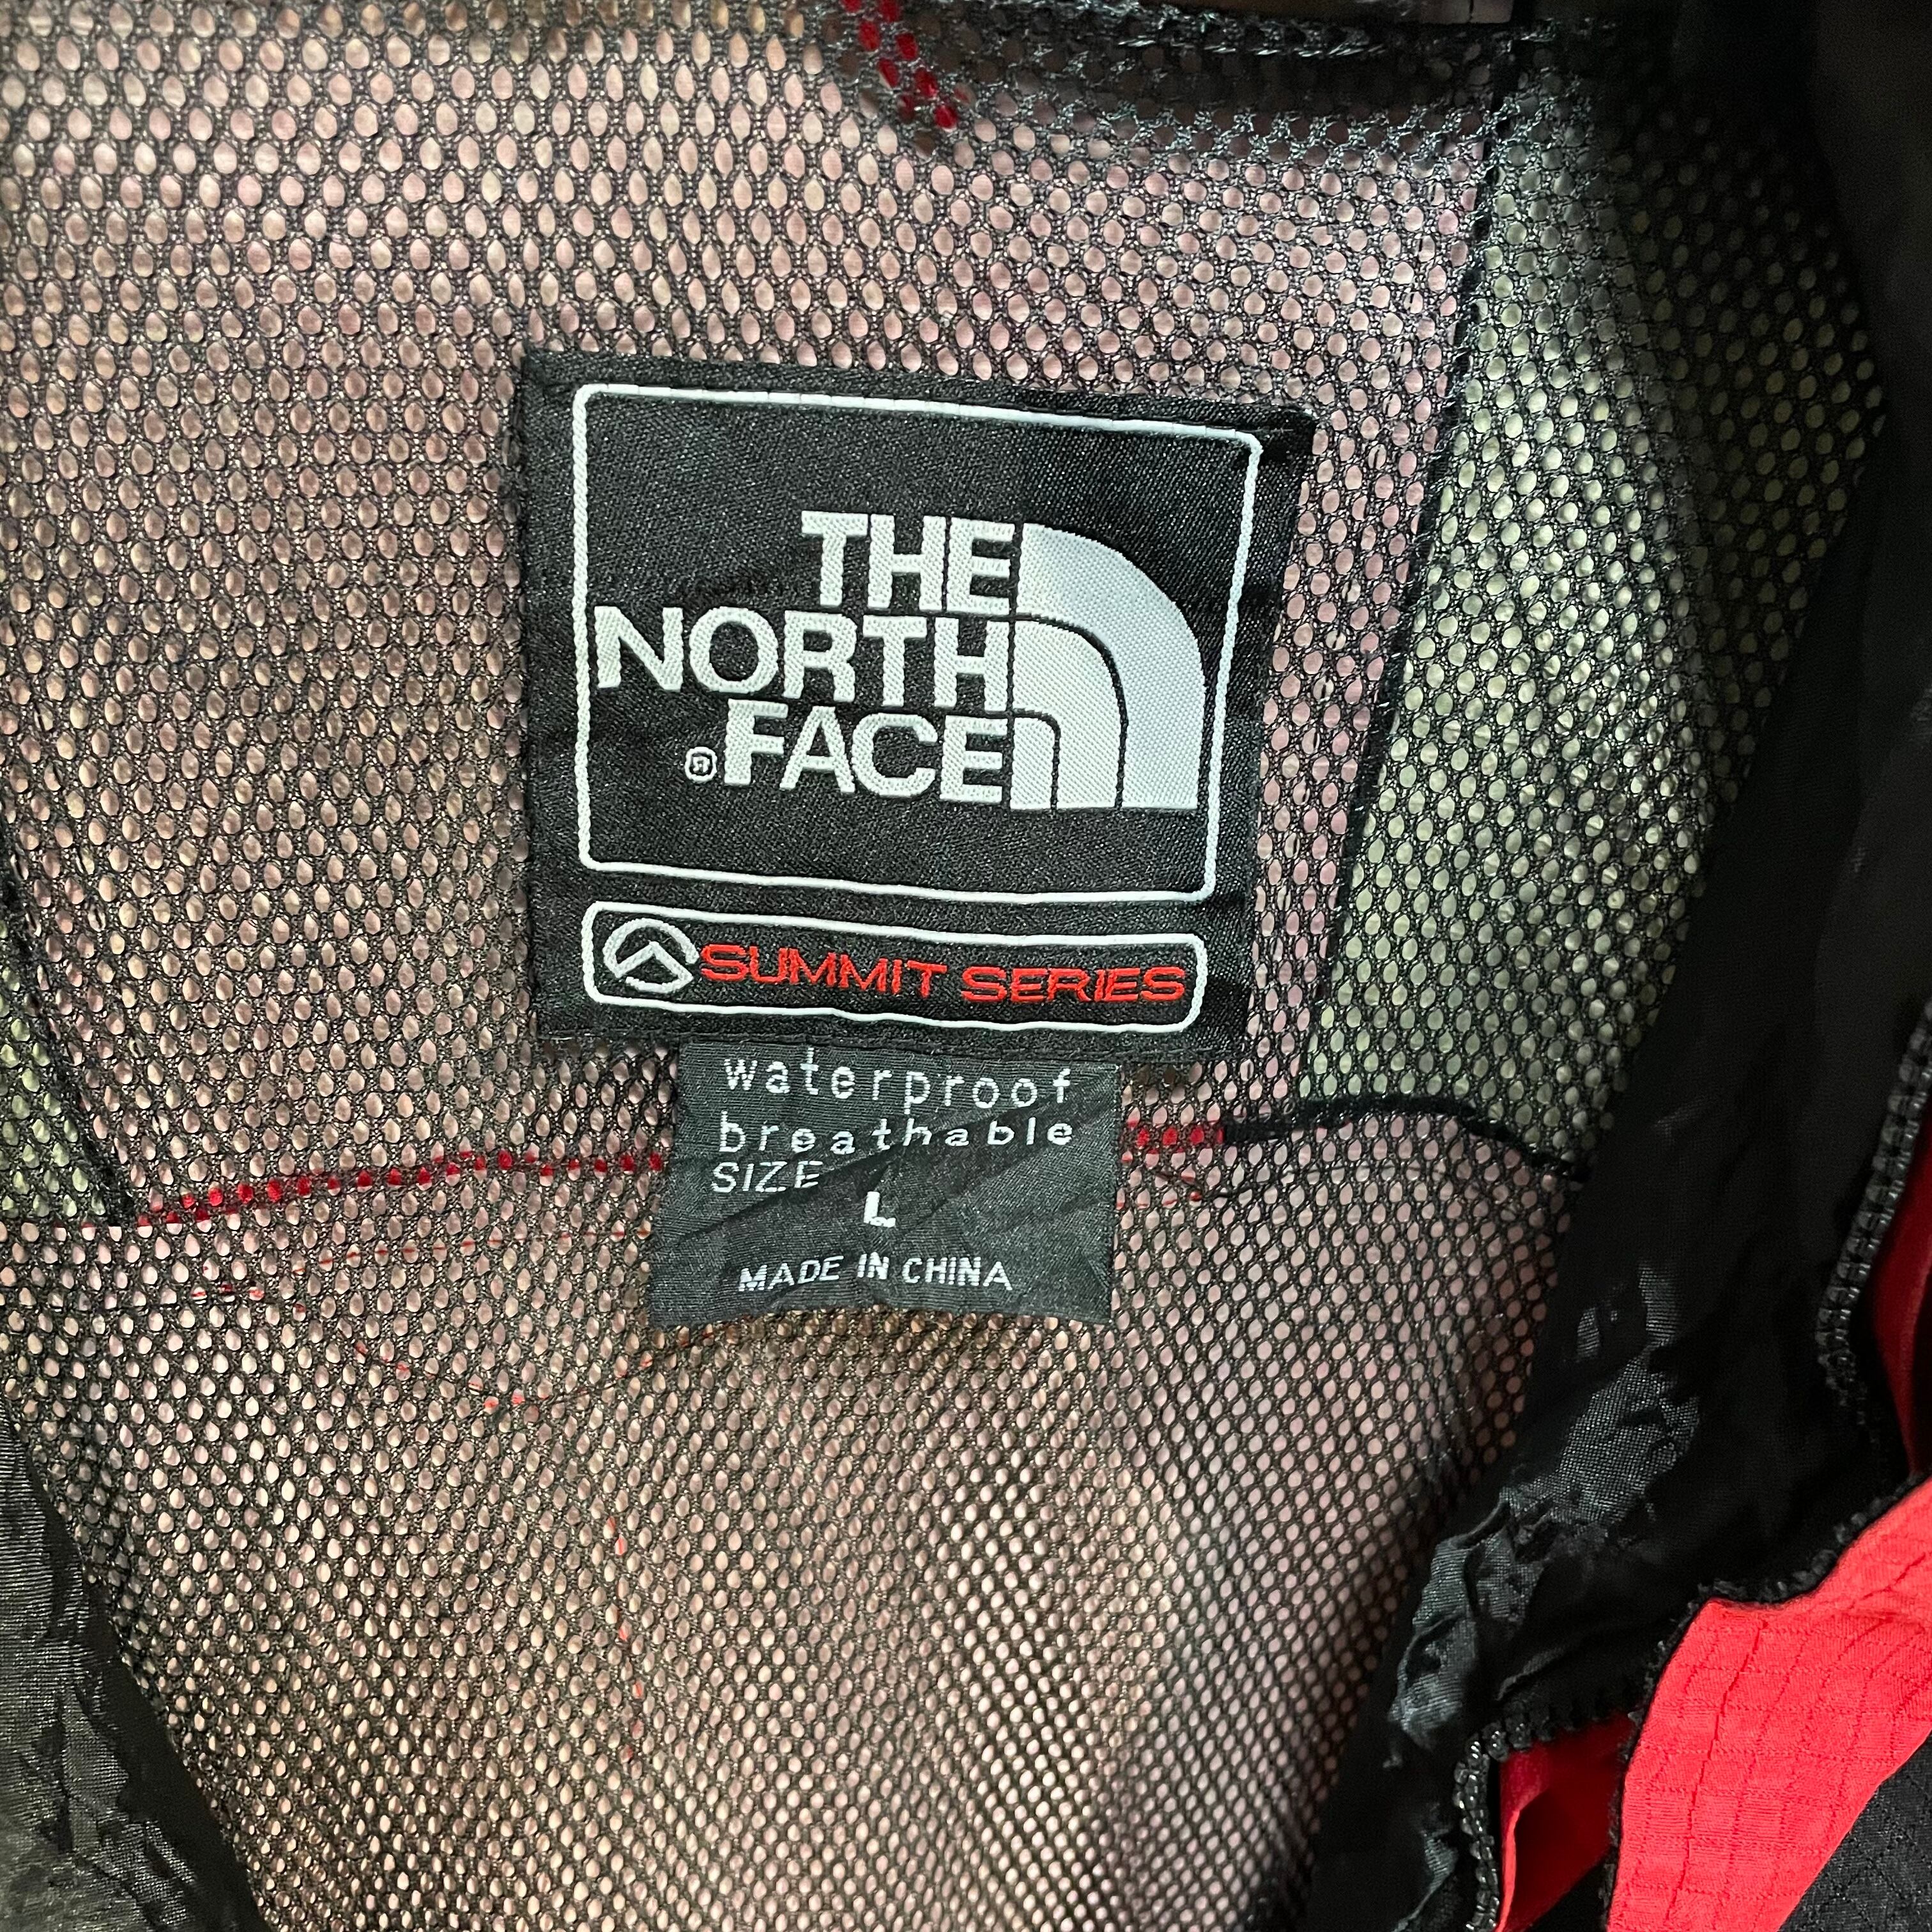 THE
NORTH
FACE®
SUMMIT SERIES
waterproof
breathable
SIZE
L
MADE IN CHINA